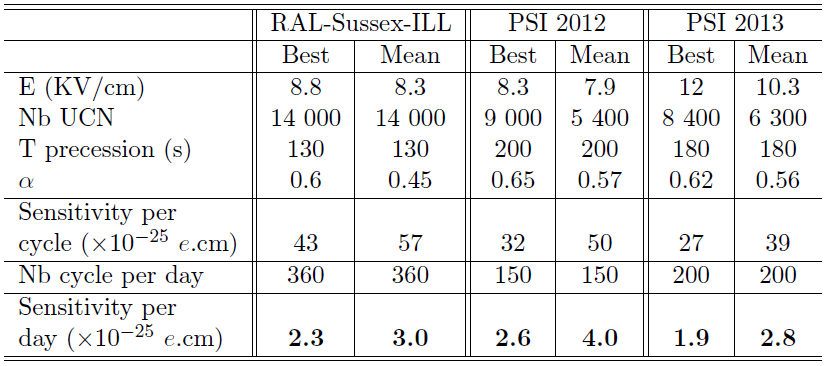 RAL-Sussex-ILL PSI 2012 PSI 2013
Best Mean Best Mean Best Mean
E (KV/cm) 8.8 8.3 8.3 7.9 12 10.3
Nb UCN 14 000 14 000 9 000 5 400 8 400 6 300
T precession (s) 130 130 200 200 180 180
α 0.6 0.45 0.65 0.57 0.62 0.56
Sensitivity per
cycle (×10⁻²⁵ e.cm) 43 57 32 50 27 39
Nb cycle per day 360 360 150 150 200 200
Sensitivity per
day (×10⁻²⁵ e.cm) 2.3 3.0 2.6 4.0 1.9 2.8